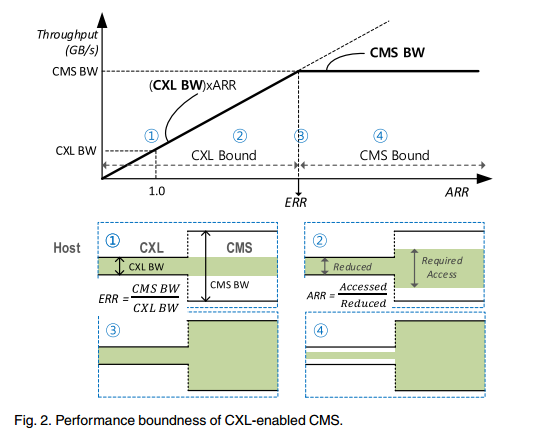 Throughput
(GB/s)
CMS BW
CMS BW
(CXL BW)xARR
① ② ③ ④
CXL BW
CXL Bound
CMS Bound
1.0
ERR
ARR
Host
① CXL CMS
CXL BW
CMS BW
ERR = CMS BW / CXL BW
②
Reduced
Required
Access
ARR = Accessed / Reduced
③
④
Fig. 2. Performance boundness of CXL-enabled CMS.